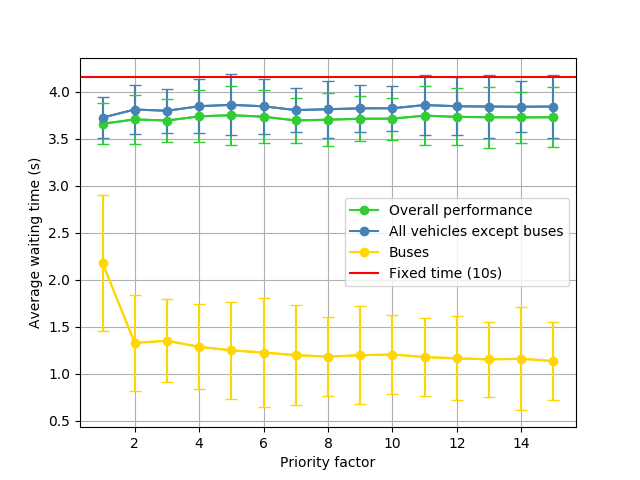 4.0
3.5
3.0
2.5
2.0
1.5
1.0
0.5
Average waiting time (s)
Overall performance
All vehicles except buses
Buses
Fixed time (10s)
2 4 6 8 10 12 14
Priority factor